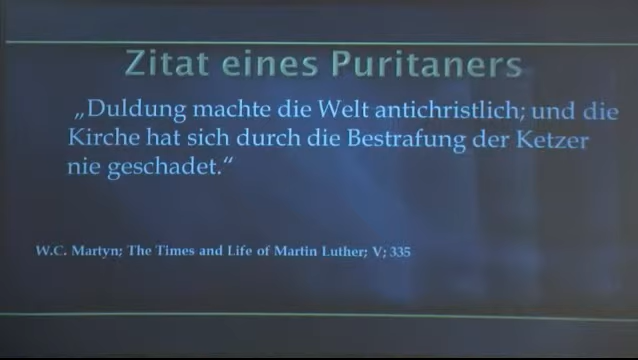 Zitat eines Puritaners
„Duldung machte die Welt antichristlich; und die
Kirche hat sich durch die Bestrafung der Ketzer
nie geschadet.“
W.C. Martyn; The Times and Life of Martin Luther; V; 335